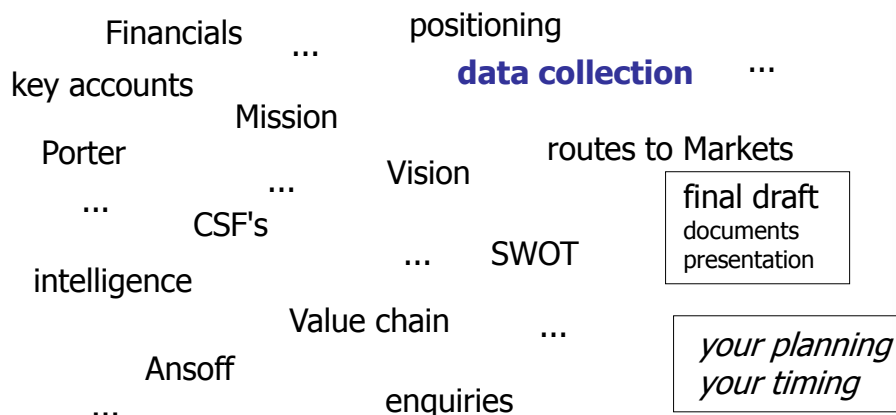 Financials
...
positioning
key accounts
data collection
...
Mission
Porter
...
Vision
routes to Markets
...
CSF's
final draft
documents
presentation
...
SWOT
intelligence
Value chain
...
your planning
your timing
Ansoff
...
enquiries